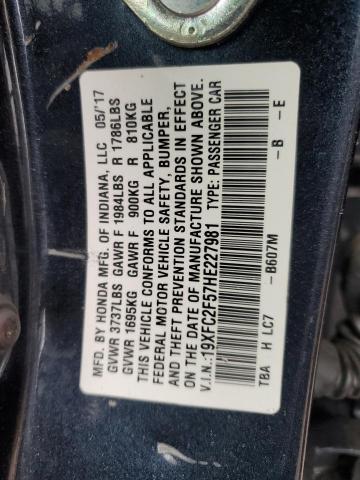 MFD. BY HONDA MFG. OF INDIANA, LLC 05/'17
GVWR 3737LBS GAWR F 1984LBS R 1786LBS
GVWR 1695KG GAWR F 900KG R 810KG
THIS VEHICLE CONFORMS TO ALL APPLICABLE
FEDERAL MOTOR VEHICLE SAFETY, BUMPER,
AND THEFT PREVENTION STANDARDS IN EFFECT
ON THE DATE OF MANUFACTURE SHOWN ABOVE.
V.I.N.:19XFC2F57HE227981 TYPE: PASSENGER CAR
TBA H LC7 -B607M -B -E